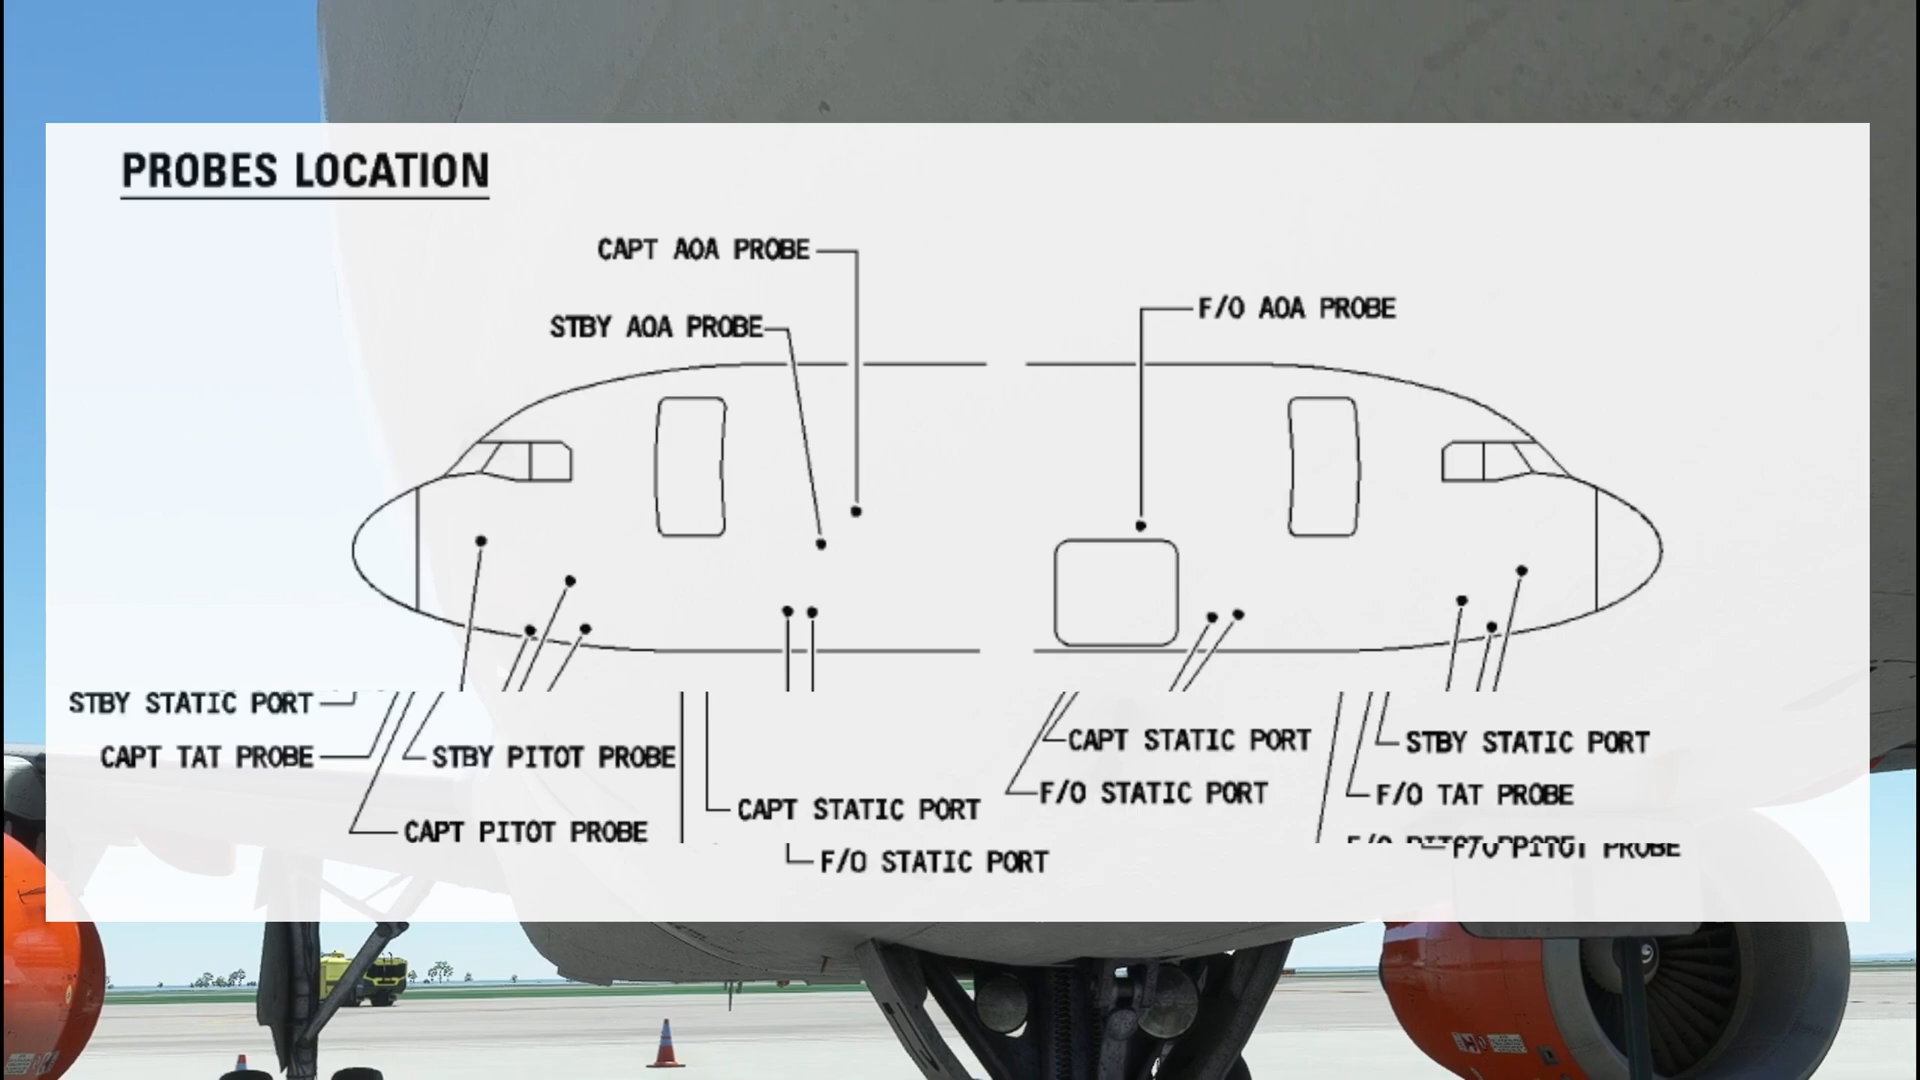 PROBES LOCATION
CAPT AOA PROBE
STBY AOA PROBE
F/O AOA PROBE
STBY STATIC PORT
CAPT TAT PROBE
STBY PITOT PROBE
CAPT PITOT PROBE
CAPT STATIC PORT
F/O STATIC PORT
CAPT STATIC PORT
F/O STATIC PORT
STBY STATIC PORT
F/O TAT PROBE
F/O PITOT PROBE